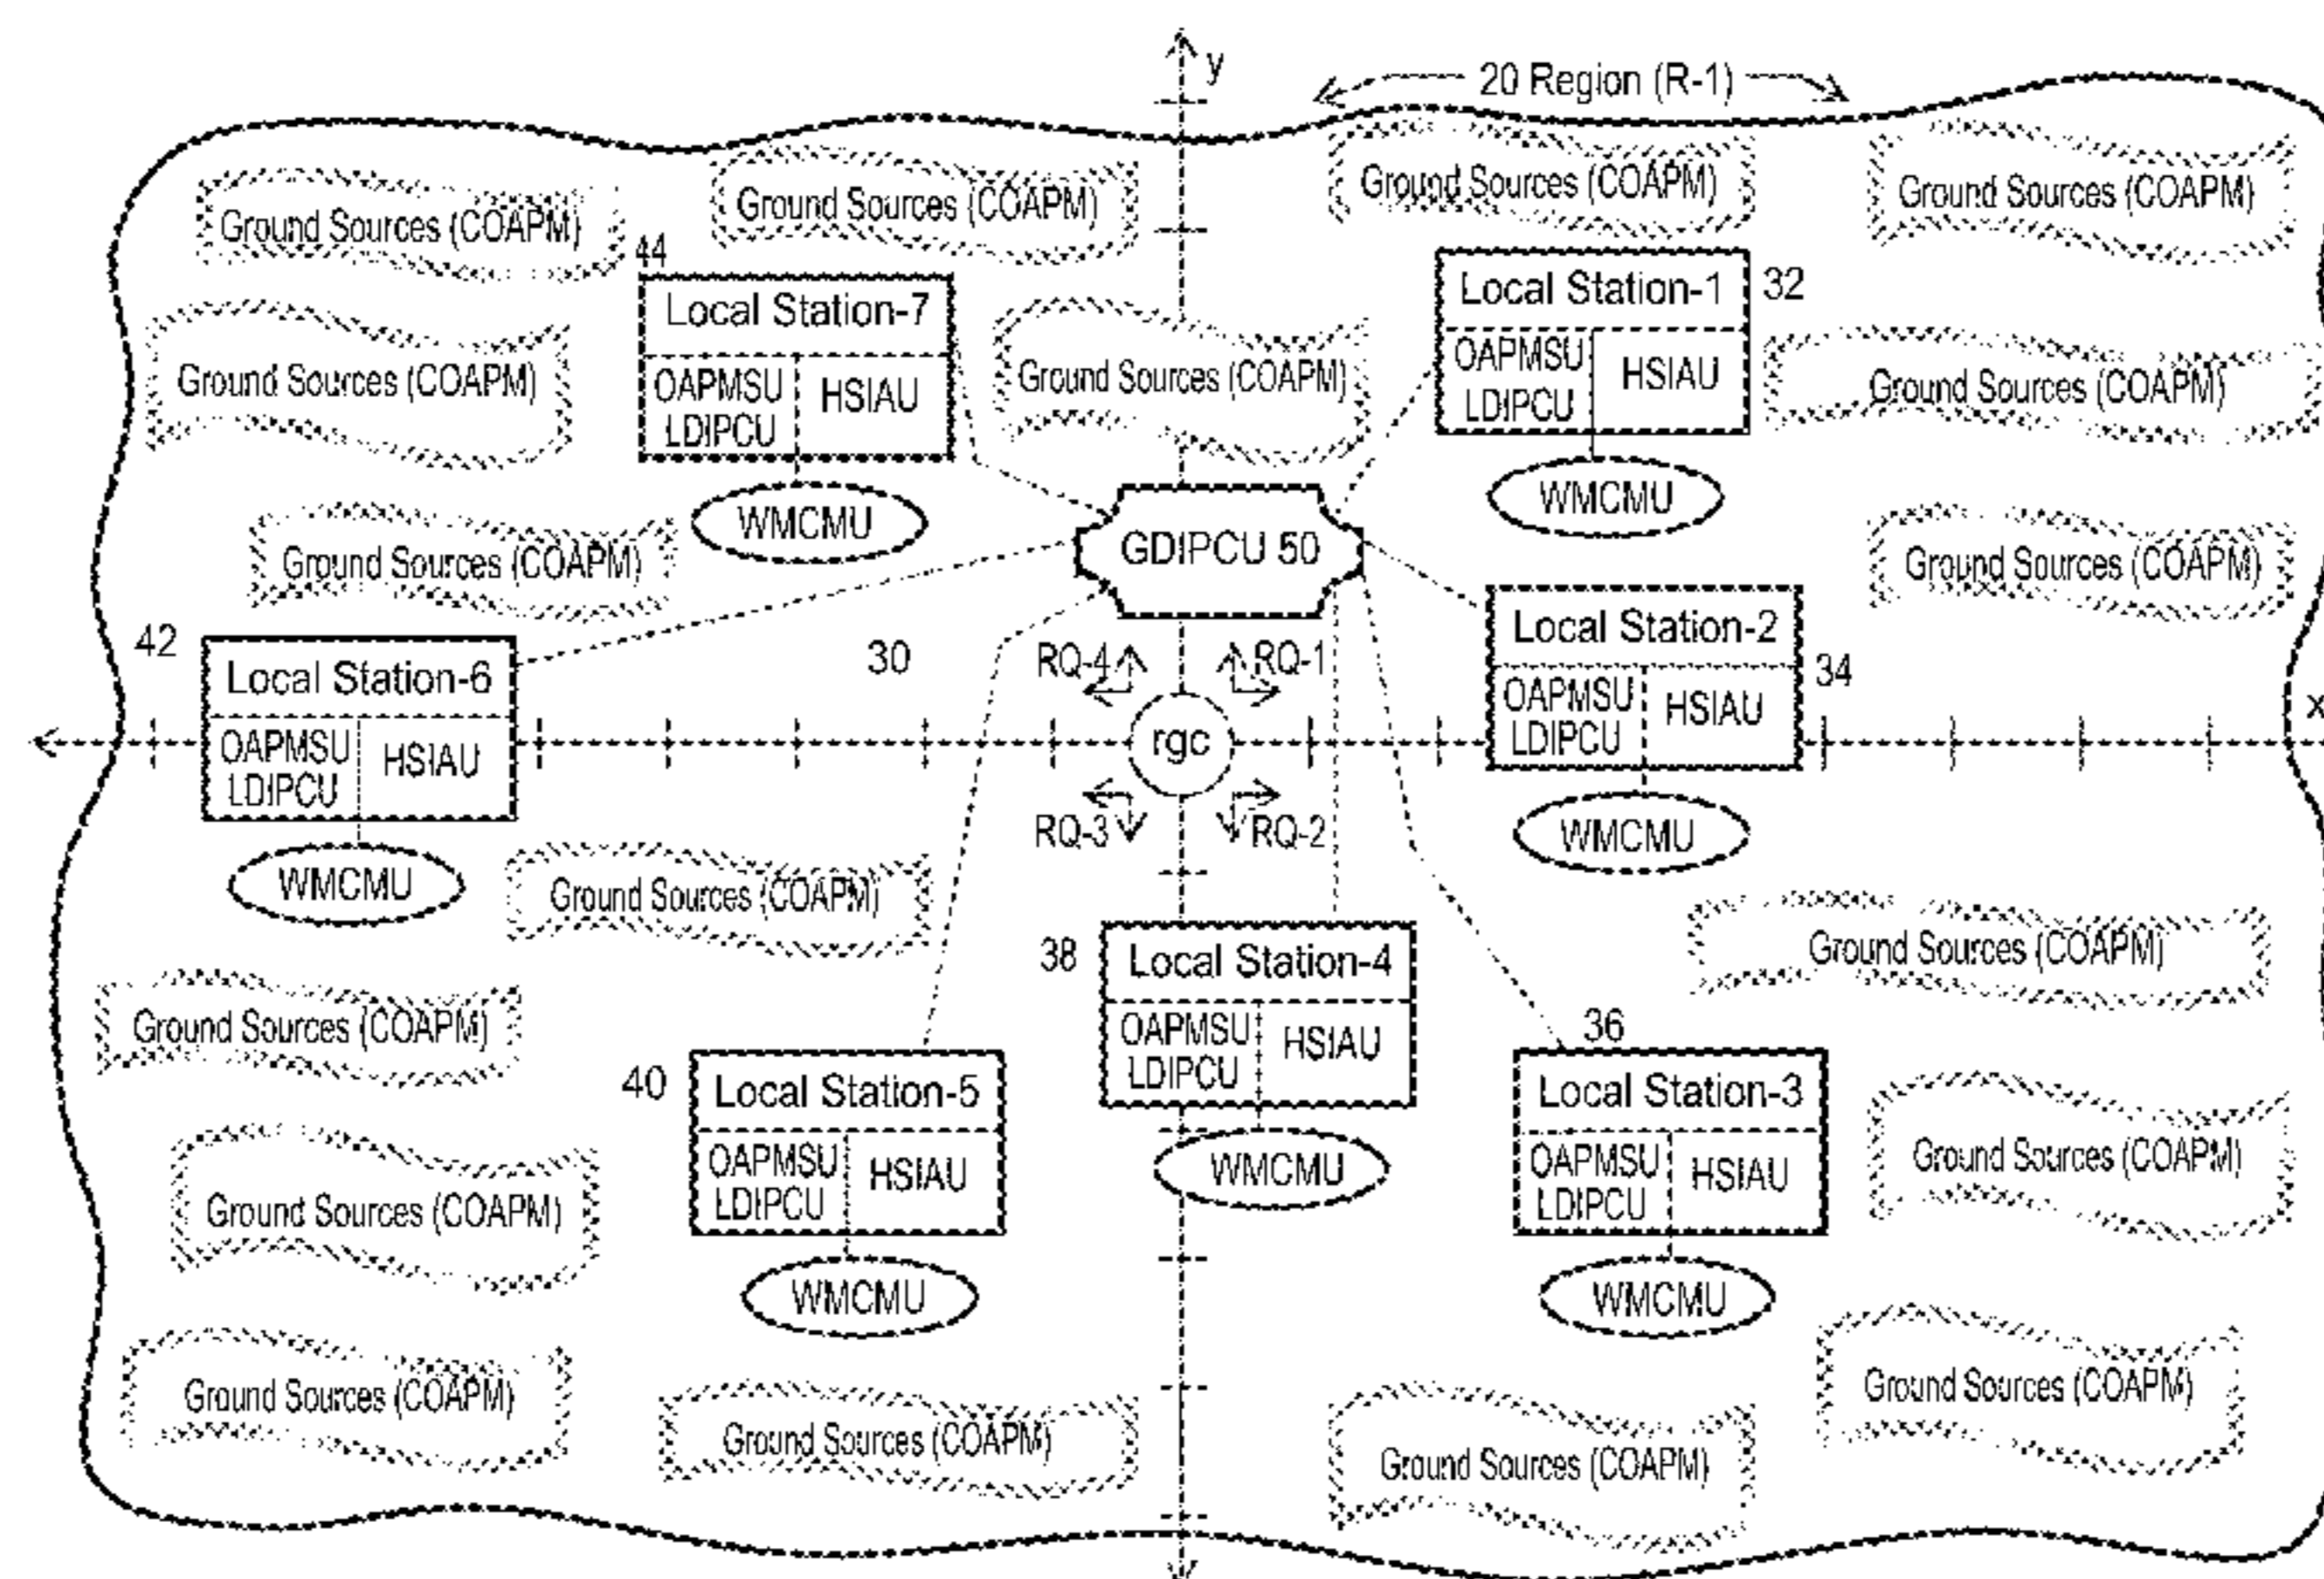 y
20 Region (R-1)
Ground Sources (COAPM)
Ground Sources (COAPM)
Ground Sources (COAPM)
Ground Sources (COAPM)
44
Local Station-7
OAPMSU
LDIPCU
HSIAU
WMCMU
Local Station-1
32
OAPMSU
LDIPCU
HSIAU
WMCMU
Ground Sources (COAPM)
Ground Sources (COAPM)
Ground Sources (COAPM)
Ground Sources (COAPM)
GDIPCU 50
Ground Sources (COAPM)
42
Local Station-6
OAPMSU
LDIPCU
HSIAU
WMCMU
30
RQ-4
RQ-1
rgc
RQ-3
RQ-2
Local Station-2
34
OAPMSU
LDIPCU
HSIAU
WMCMU
x
Ground Sources (COAPM)
Ground Sources (COAPM)
38
Local Station-4
OAPMSU
LDIPCU
HSIAU
WMCMU
Ground Sources (COAPM)
40
Local Station-5
OAPMSU
LDIPCU
HSIAU
WMCMU
36
Local Station-3
OAPMSU
LDIPCU
HSIAU
WMCMU
Ground Sources (COAPM)
Ground Sources (COAPM)
Ground Sources (COAPM)
Ground Sources (COAPM)
Ground Sources (COAPM)
Ground Sources (COAPM)